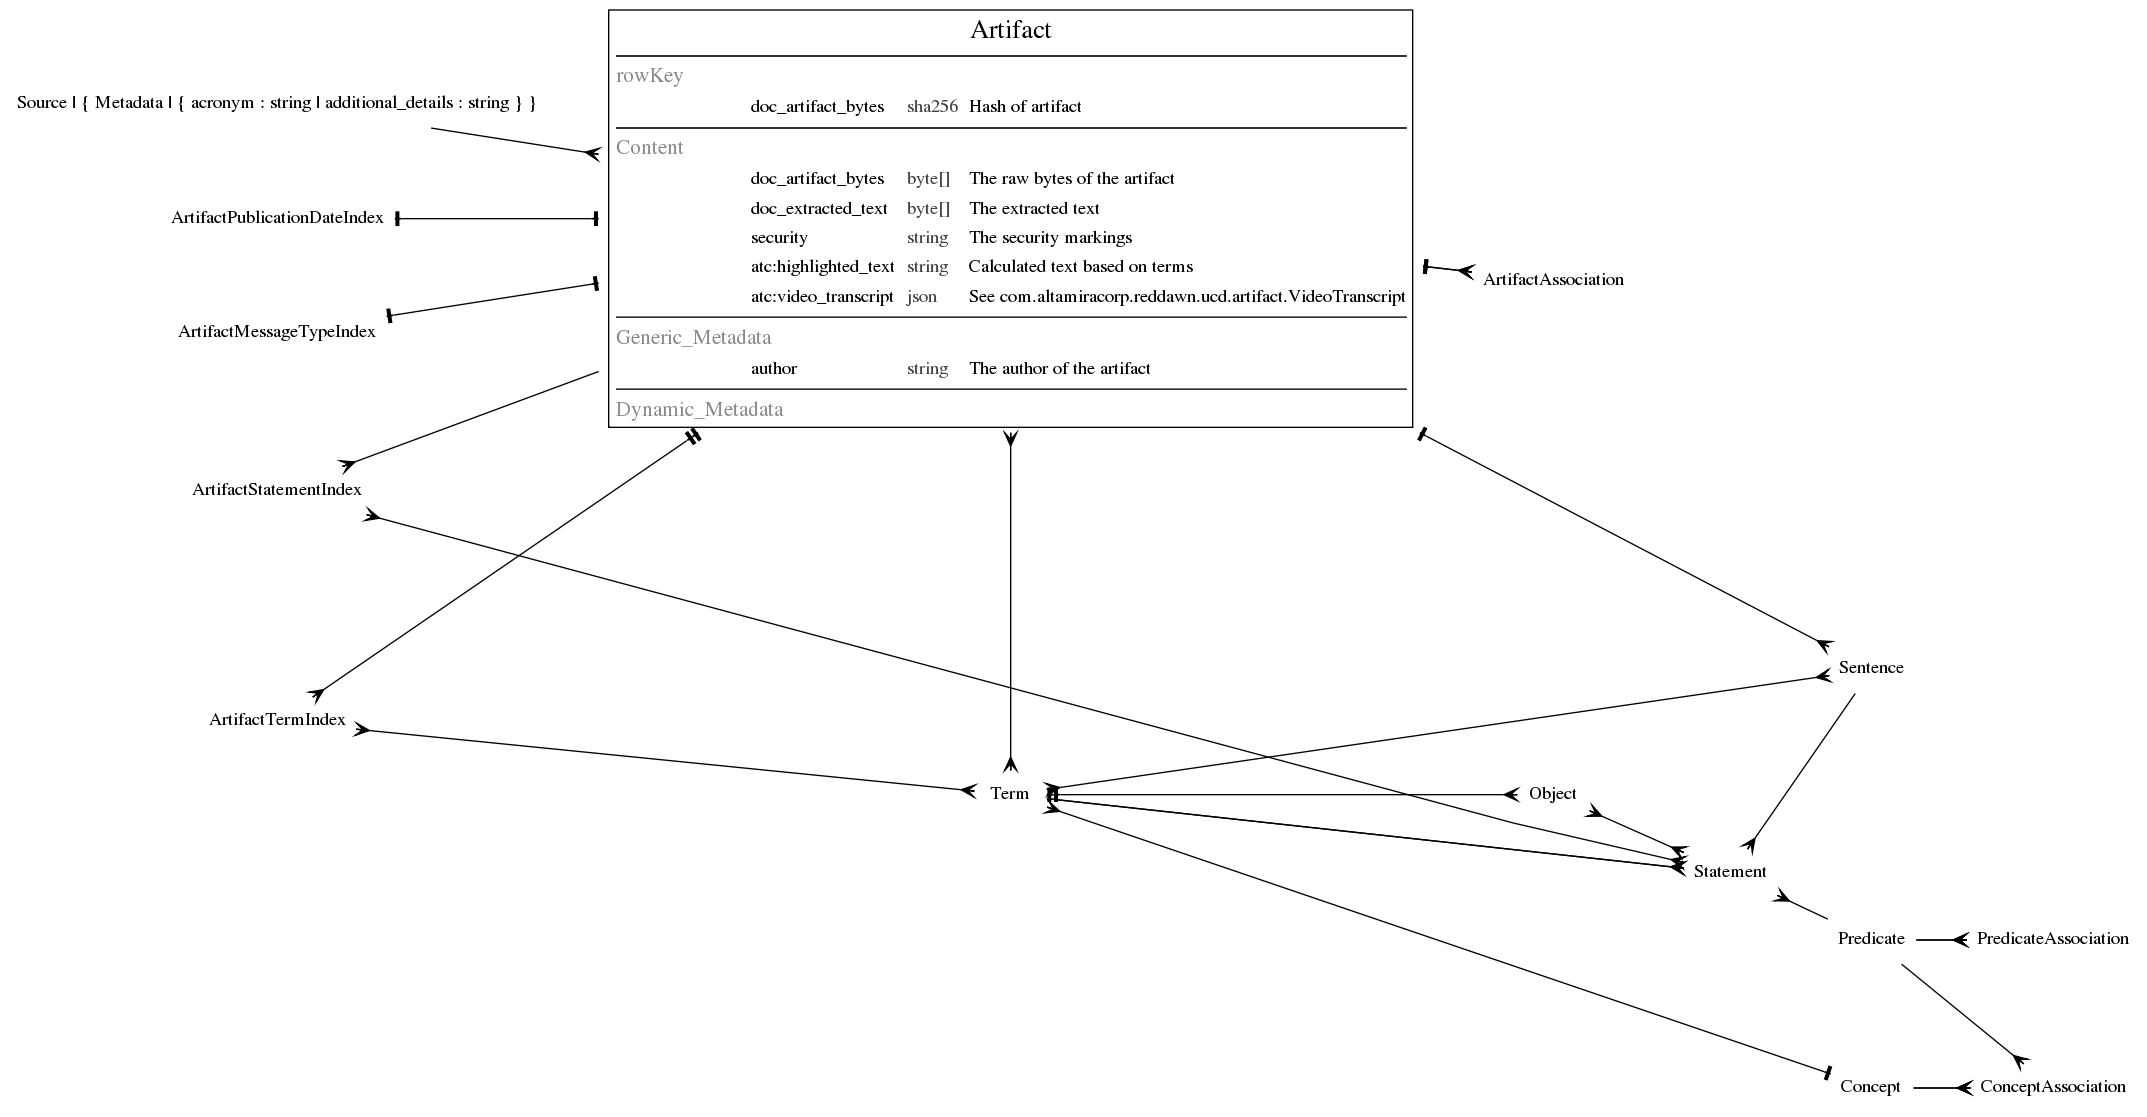 Artifact
rowKey
doc_artifact_bytes sha256 Hash of artifact
Source | { Metadata | { acronym : string | additional_details : string } }
Content
doc_artifact_bytes byte[] The raw bytes of the artifact
doc_extracted_text byte[] The extracted text
ArtifactPublicationDateIndex
security string The security markings
atc:highlighted_text string Calculated text based on terms
ArtifactAssociation
atc:video_transcript json See com.altamiracorp.reddawn.ucd.artifact.VideoTranscript
ArtifactMessageTypeIndex
Generic_Metadata
author string The author of the artifact
Dynamic_Metadata
ArtifactStatementIndex
Sentence
ArtifactTermIndex
Term
Object
Statement
Predicate
PredicateAssociation
Concept
ConceptAssociation